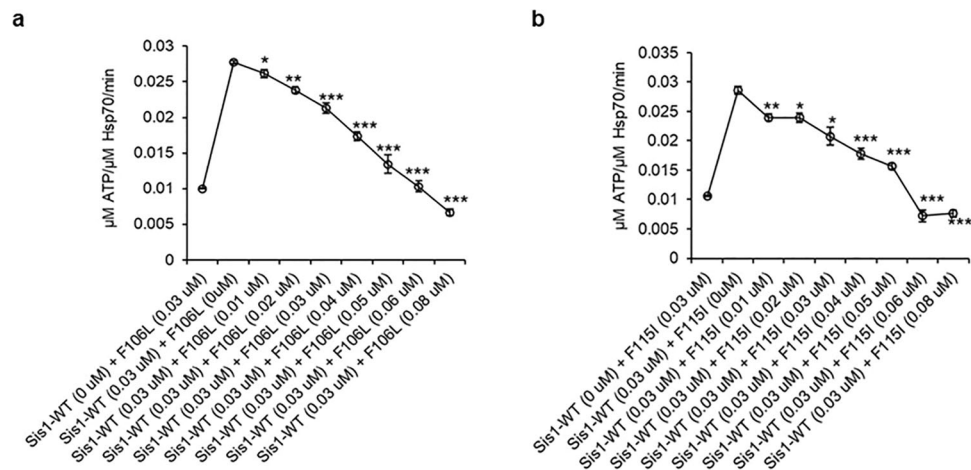 a
µM ATP/µM Hsp70/min
0.03
0.025
0.02
0.015
0.01
0.005
0
*
**
***
***
***
***
***
Sis1-WT (0 uM) + F106L (0.03 uM)
Sis1-WT (0.03 uM) + F106L (0uM)
Sis1-WT (0.03 uM) + F106L (0.01 uM)
Sis1-WT (0.03 uM) + F106L (0.02 uM)
Sis1-WT (0.03 uM) + F106L (0.03 uM)
Sis1-WT (0.03 uM) + F106L (0.04 uM)
Sis1-WT (0.03 uM) + F106L (0.05 uM)
Sis1-WT (0.03 uM) + F106L (0.06 uM)
Sis1-WT (0.03 uM) + F106L (0.08 uM)
b
µM ATP/µM Hsp70/min
0.035
0.03
0.025
0.02
0.015
0.01
0.005
0
**
*
*
***
***
***
***
Sis1-WT (0 uM) + F115I (0.03 uM)
Sis1-WT (0.03 uM) + F115I (0uM)
Sis1-WT (0.03 uM) + F115I (0.01 uM)
Sis1-WT (0.03 uM) + F115I (0.02 uM)
Sis1-WT (0.03 uM) + F115I (0.03 uM)
Sis1-WT (0.03 uM) + F115I (0.04 uM)
Sis1-WT (0.03 uM) + F115I (0.05 uM)
Sis1-WT (0.03 uM) + F115I (0.06 uM)
Sis1-WT (0.03 uM) + F115I (0.08 uM)